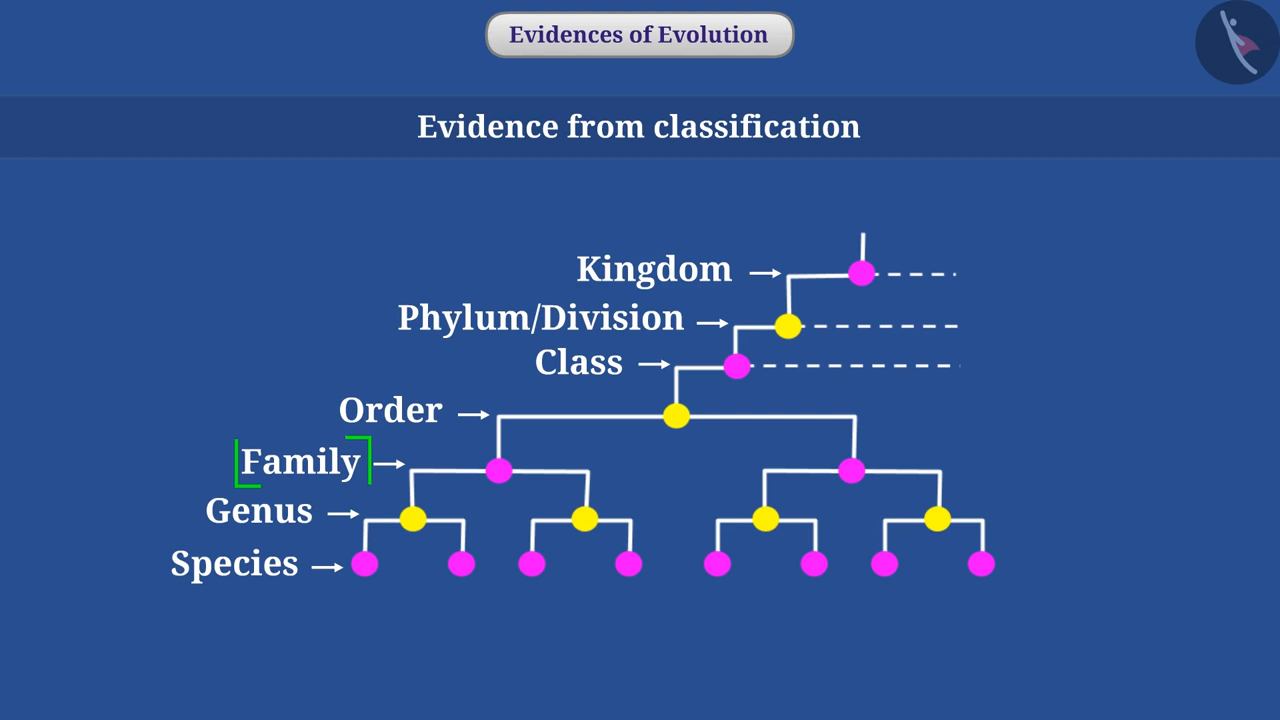 Evidences of Evolution
Evidence from classification
Kingdom
Phylum/Division
Class
Order
Family
Genus
Species